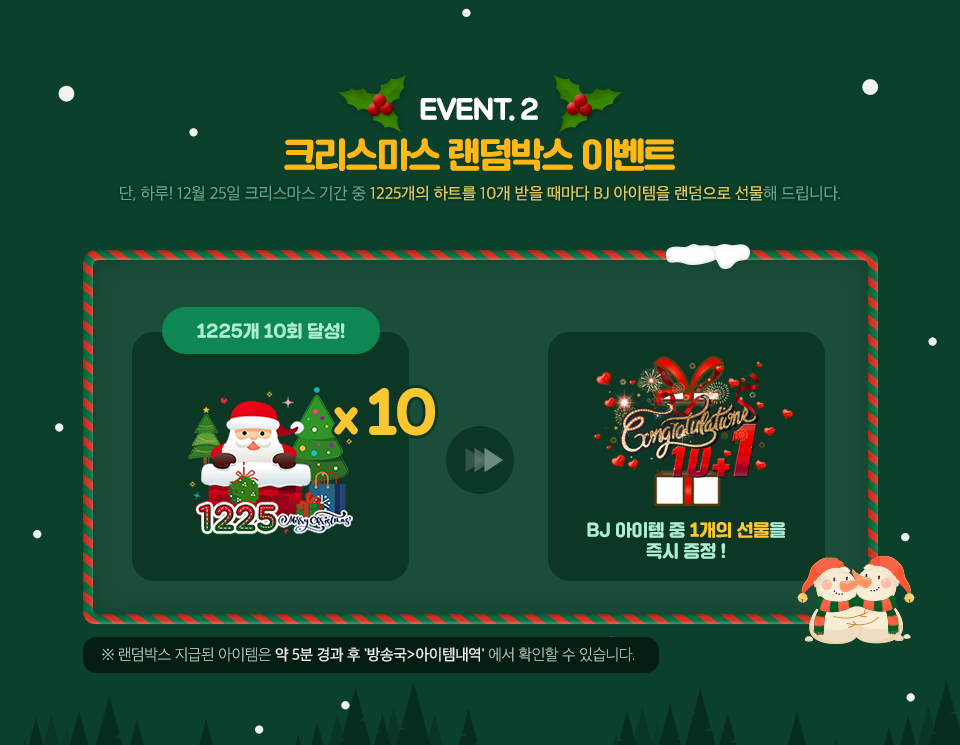 EVENT. 2
크리스마스 랜덤박스 이벤트
단, 하루! 12월 25일 크리스마스 기간 중 1225개의 하트를 10개 받을 때마다 BJ 아이템을 랜덤으로 선물해 드립니다.
1225개 10회 달성!
x 10
1225 Merry Christmas
Congratulations
10+1
BJ 아이템 중 1개의 선물을
즉시 증정 !
※ 랜덤박스 지급된 아이템은 약 5분 경과 후 '방송국>아이템내역' 에서 확인할 수 있습니다.